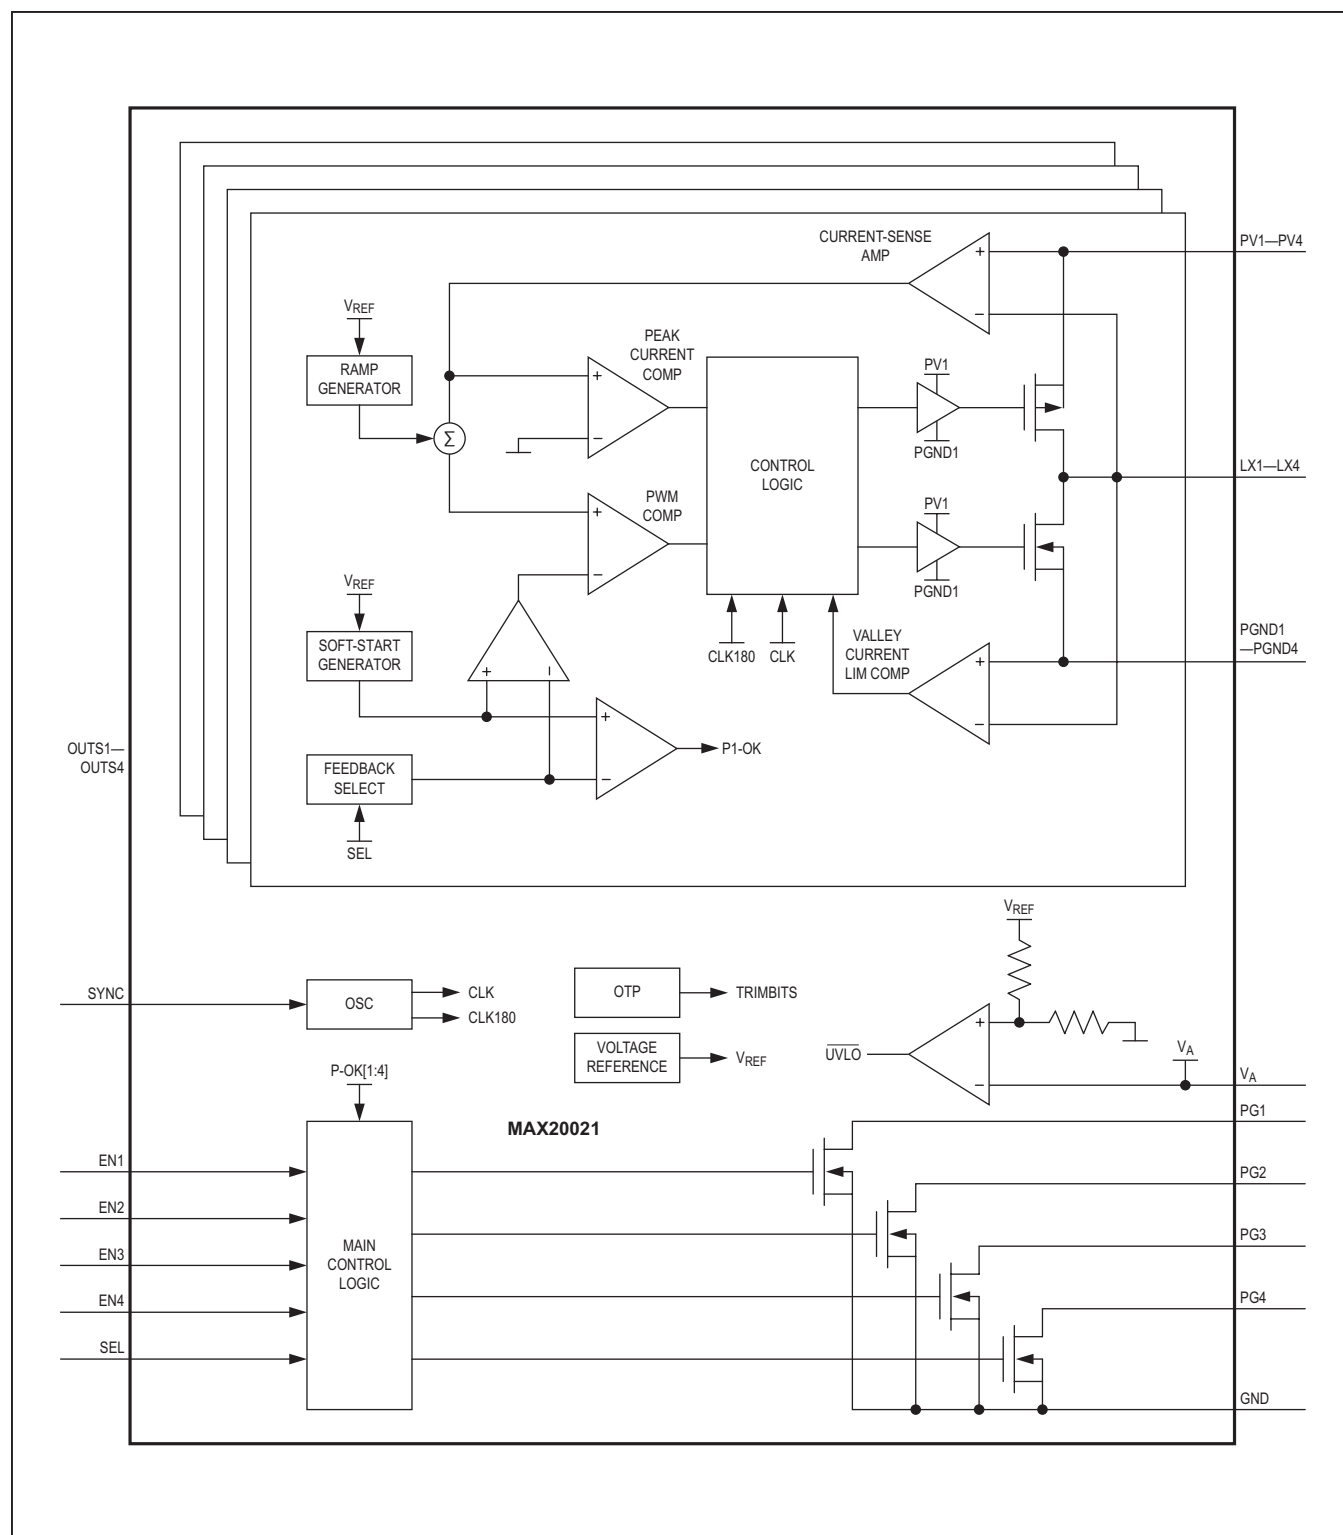 CURRENT-SENSE
AMP
+
−
PV1—PV4
VREF
RAMP
GENERATOR
Σ
PEAK
CURRENT
COMP
+
−
PV1
PGND1
CONTROL
LOGIC
LX1—LX4
PWM
COMP
+
−
PV1
PGND1
VREF
SOFT-START
GENERATOR
+
−
CLK180
CLK
VALLEY
CURRENT
LIM COMP
+
−
PGND1
—PGND4
OUTS1—
OUTS4
FEEDBACK
SELECT
+
−
P1-OK
SEL
VREF
SYNC
OSC
CLK
CLK180
OTP
TRIMBITS
VOLTAGE
REFERENCE
VREF
UVLO
+
−
VA
VA
P-OK[1:4]
MAX20021
PG1
EN1
PG2
EN2
MAIN
CONTROL
LOGIC
PG3
EN3
PG4
EN4
SEL
GND